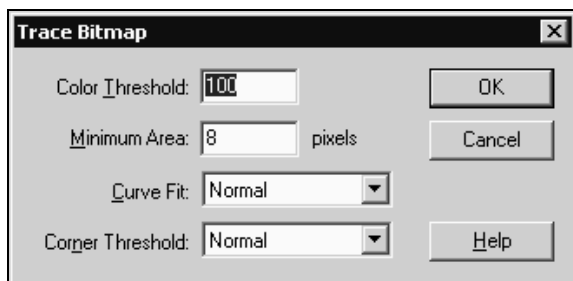 Trace Bitmap
Color Threshold: 100 OK
Minimum Area: 8 pixels Cancel
Curve Fit: Normal
Corner Threshold: Normal Help